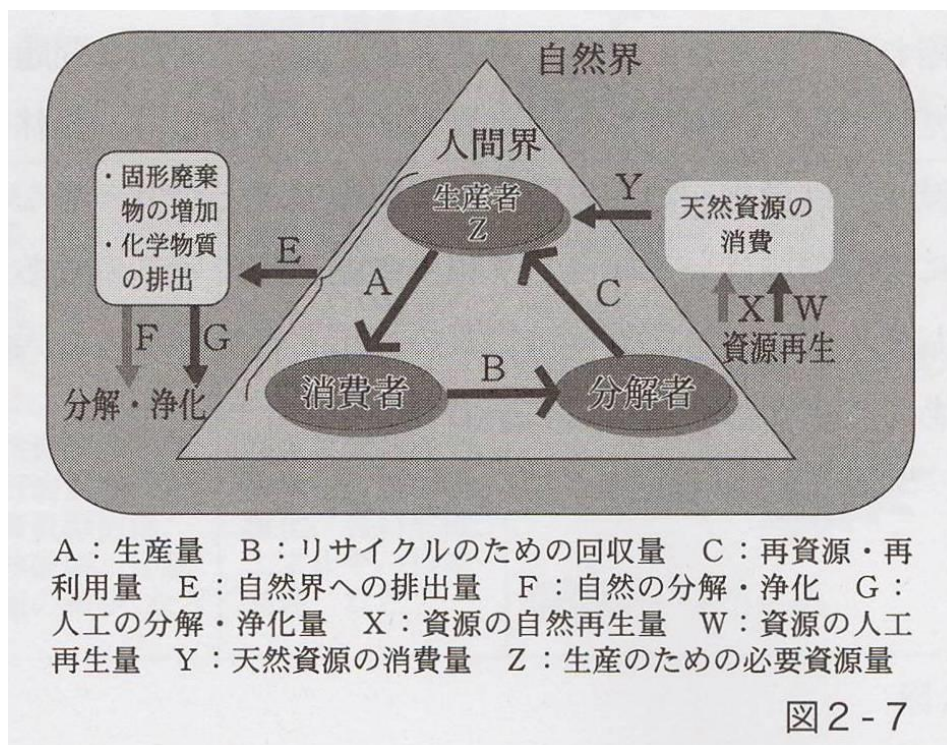 自然界
人間界
生産者
Z
Y
天然資源の
消費
・固形廃棄
物の増加
・化学物質
の排出
E
A
C
X
W
資源再生
F
G
B
分解・浄化
消費者
分解者
A：生産量　B：リサイクルのための回収量　C：再資源・再
利用量　E：自然界への排出量　F：自然の分解・浄化　G：
人工の分解・浄化量　X：資源の自然再生量　W：資源の人工
再生量　Y：天然資源の消費量　Z：生産のための必要資源量
図2-7